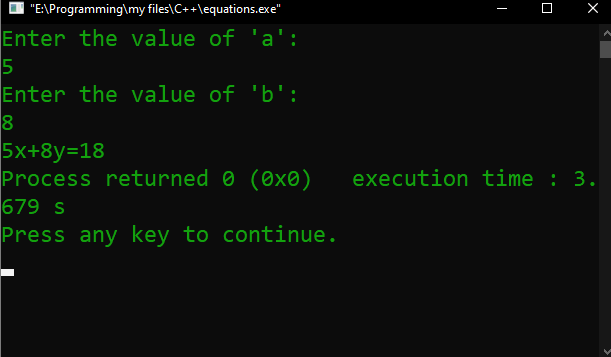 "E:\Programming\my files\C++\equations.exe"
Enter the value of 'a':
5
Enter the value of 'b':
8
5x+8y=18
Process returned 0 (0x0)   execution time : 3.
679 s
Press any key to continue.